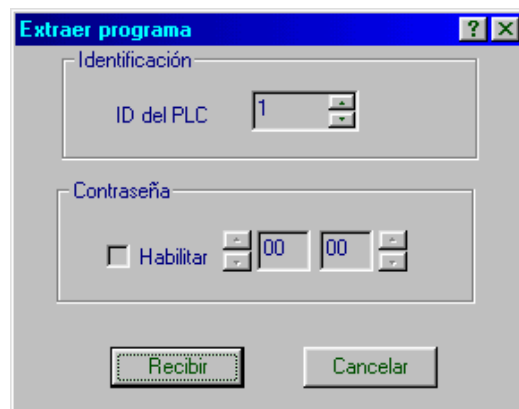 Extraer programa
Identificación
ID del PLC 1
Contraseña
Habilitar 00 00
Recibir Cancelar